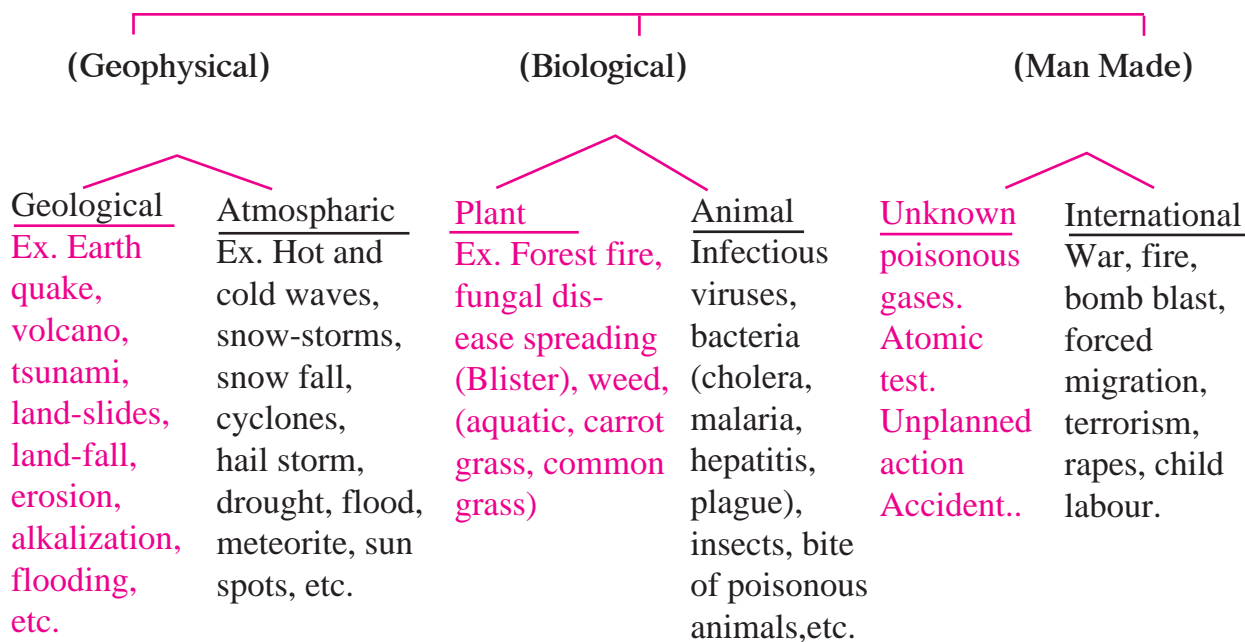 (Geophysical)
(Biological)
(Man Made)
Geological
Ex. Earth
quake,
volcano,
tsunami,
land-slides,
land-fall,
erosion,
alkalization,
flooding,
etc.
Atmospharic
Ex. Hot and
cold waves,
snow-storms,
snow fall,
cyclones,
hail storm,
drought, flood,
meteorite, sun
spots, etc.
Plant
Ex. Forest fire,
fungal dis-
ease spreading
(Blister), weed,
(aquatic, carrot
grass, common
grass)
Animal
Infectious
viruses,
bacteria
(cholera,
malaria,
hepatitis,
plague),
insects, bite
of poisonous
animals,etc.
Unknown
poisonous
gases.
Atomic
test.
Unplanned
action
Accident..
International
War, fire,
bomb blast,
forced
migration,
terrorism,
rapes, child
labour.